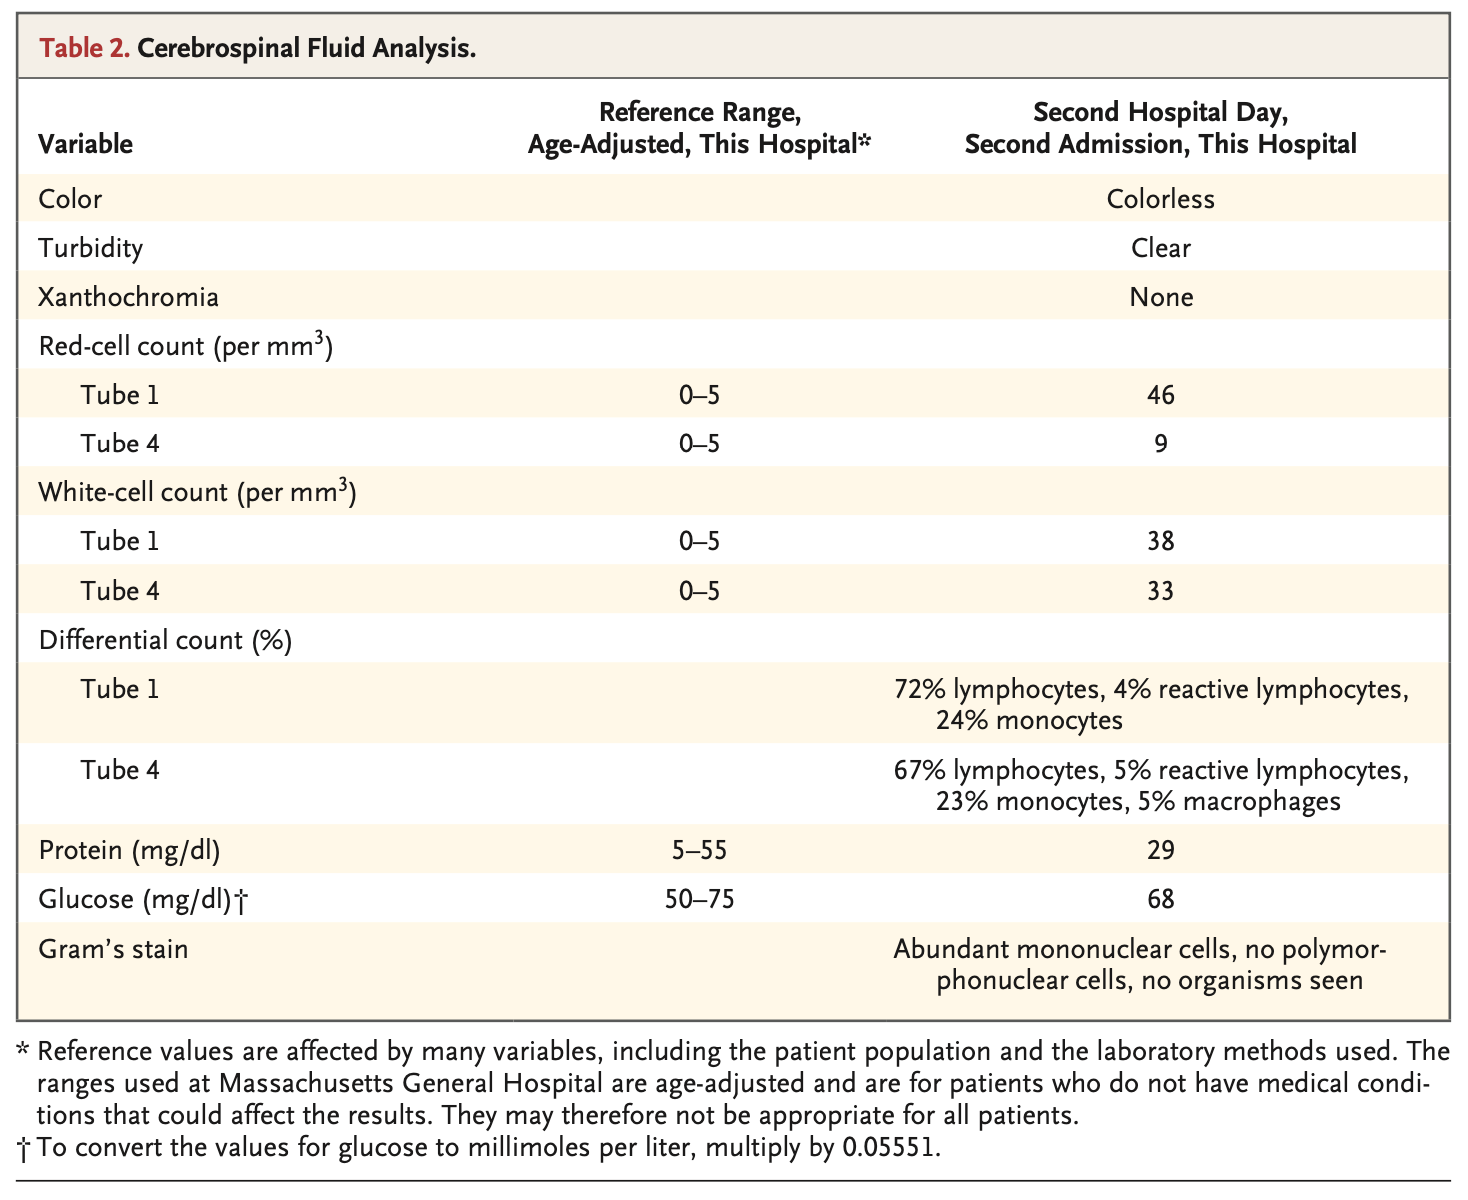 Table 2. Cerebrospinal Fluid Analysis.
Variable
Reference Range,
Age-Adjusted, This Hospital*
Second Hospital Day,
Second Admission, This Hospital
Color Colorless
Turbidity Clear
Xanthochromia None
Red-cell count (per mm³)
Tube 1 0–5 46
Tube 4 0–5 9
White-cell count (per mm³)
Tube 1 0–5 38
Tube 4 0–5 33
Differential count (%)
Tube 1 72% lymphocytes, 4% reactive lymphocytes,
24% monocytes
Tube 4 67% lymphocytes, 5% reactive lymphocytes,
23% monocytes, 5% macrophages
Protein (mg/dl) 5–55 29
Glucose (mg/dl)† 50–75 68
Gram’s stain Abundant mononuclear cells, no polymor-
phonuclear cells, no organisms seen
* Reference values are affected by many variables, including the patient population and the laboratory methods used. The
ranges used at Massachusetts General Hospital are age-adjusted and are for patients who do not have medical condi-
tions that could affect the results. They may therefore not be appropriate for all patients.
† To convert the values for glucose to millimoles per liter, multiply by 0.05551.